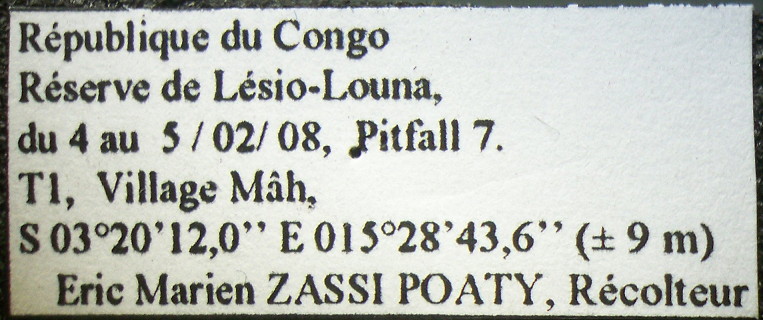 République du Congo
Réserve de Lésio-Louna,
du 4 au  5 / 02/ 08,  Pitfall 7.
T1,  Village Mâh,
S 03°20’12,0’’ E 015°28’43,6’’ (± 9 m)
Eric Marien ZASSI POATY, Récolteur